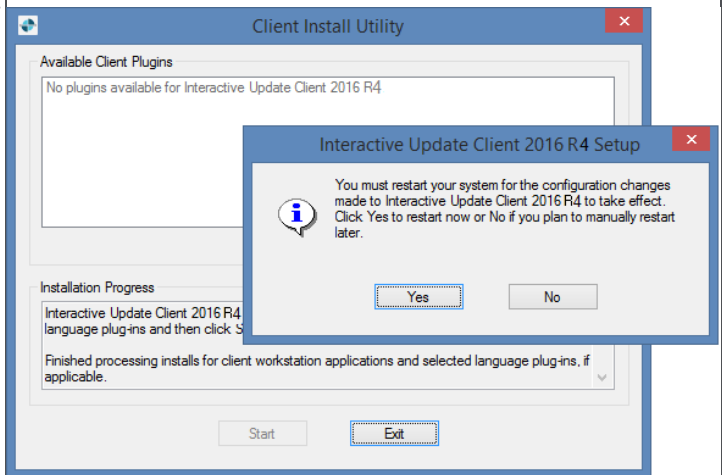 Client Install Utility
Available Client Plugins
No plugins available for Interactive Update Client 2016 R4
Interactive Update Client 2016 R4 Setup
You must restart your system for the configuration changes
made to Interactive Update Client 2016 R4 to take effect.
Click Yes to restart now or No if you plan to manually restart
later.
Yes
No
Installation Progress
Interactive Update Client 2016 R4
language plug-ins and then click S
Finished processing installs for client workstation applications and selected language plug-ins, if
applicable.
Start
Exit